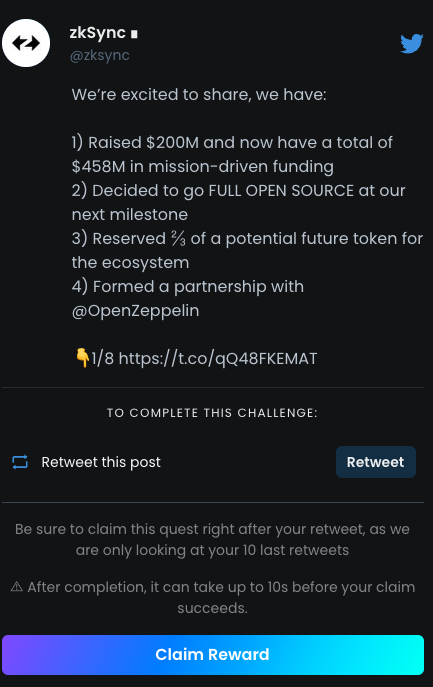 zkSync ∎
@zksync
We’re excited to share, we have:
1) Raised $200M and now have a total of
$458M in mission-driven funding
2) Decided to go FULL OPEN SOURCE at our
next milestone
3) Reserved ⅔ of a potential future token for
the ecosystem
4) Formed a partnership with
@OpenZeppelin
👇1/8 https://t.co/qQ48FKEMAT
TO COMPLETE THIS CHALLENGE:
Retweet this post
Retweet
Be sure to claim this quest right after your retweet, as we
are only looking at your 10 last retweets
⚠ After completion, it can take up to 10s before your claim
succeeds.
Claim Reward